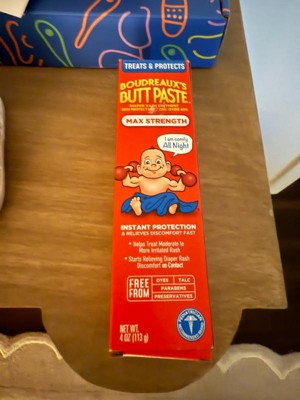 TREATS & PROTECTS
BOUDREAUX'S
BUTT PASTE
MAX STRENGTH
I am comfy
All Night
INSTANT PROTECTION
& RELIEVES DISCOMFORT FAST
• Helps Treat Moderate to
More Irritated Rash
• Starts Relieving Diaper Rash
Discomfort on Contact
FREE
FROM
DYES
TALC
PARABENS
PRESERVATIVES
NET WT.
4 OZ (113 g)